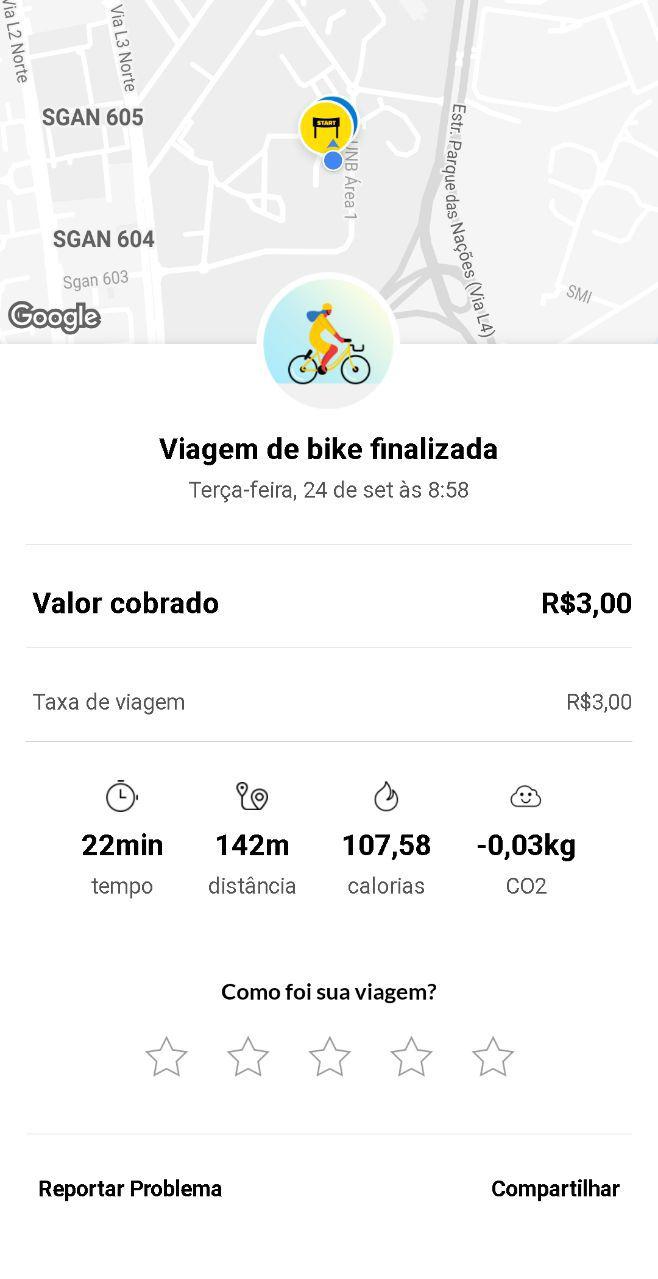 Via L2 Norte
Via L3 Norte
SGAN 605
START
UNB Área 1
Estr. Parque das Nações (Via L4)
SGAN 604
Sgan 603
SMI
Google
Viagem de bike finalizada
Terça-feira, 24 de set às 8:58
Valor cobrado R$3,00
Taxa de viagem R$3,00
22min 142m 107,58 -0,03kg
tempo distância calorias CO2
Como foi sua viagem?
Reportar Problema Compartilhar